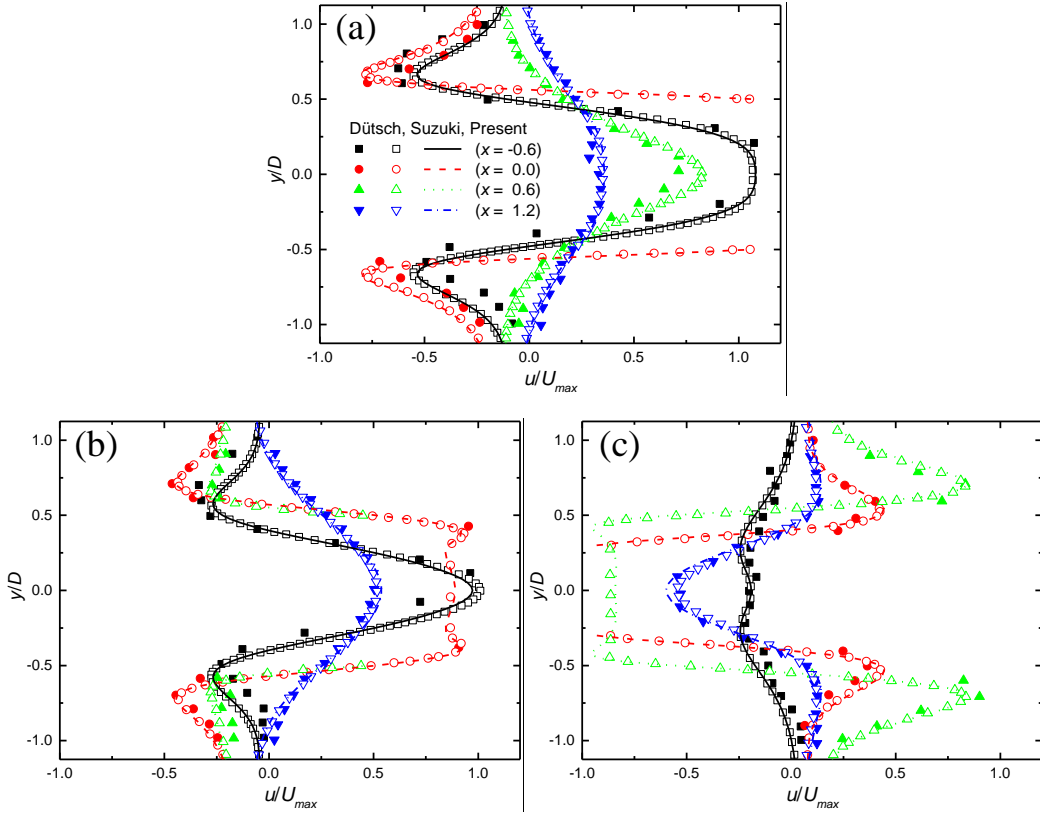 (a)
1.0
0.5
0.0
-0.5
-1.0
y/D
Dütsch, Suzuki, Present
(x = -0.6)
(x = 0.0)
(x = 0.6)
(x = 1.2)
-1.0 -0.5 0.0 0.5 1.0
u/Umax
(b)
1.0
0.5
0.0
-0.5
-1.0
y/D
-1.0 -0.5 0.0 0.5 1.0
u/Umax
(c)
1.0
0.5
0.0
-0.5
-1.0
y/D
-1.0 -0.5 0.0 0.5 1.0
u/Umax